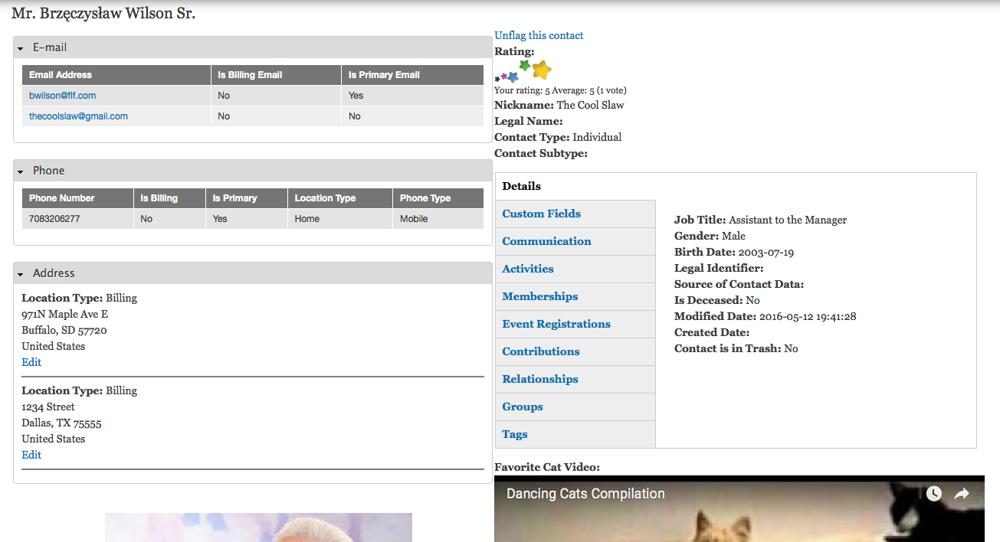 Mr. Brzęczysław Wilson Sr.
E-mail
Email Address Is Billing Email Is Primary Email
bwilson@flf.com No Yes
thecoolslaw@gmail.com No No
Phone
Phone Number Is Billing Is Primary Location Type Phone Type
7083206277 No Yes Home Mobile
Address
Location Type: Billing
971N Maple Ave E
Buffalo, SD 57720
United States
Edit
Location Type: Billing
1234 Street
Dallas, TX 75555
United States
Edit
Unflag this contact
Rating:
Your rating: 5 Average: 5 (1 vote)
Nickname: The Cool Slaw
Legal Name:
Contact Type: Individual
Contact Subtype:
Details
Custom Fields
Communication
Activities
Memberships
Event Registrations
Contributions
Relationships
Groups
Tags
Job Title: Assistant to the Manager
Gender: Male
Birth Date: 2003-07-19
Legal Identifier:
Source of Contact Data:
Is Deceased: No
Modified Date: 2016-05-12 19:41:28
Created Date:
Contact is in Trash: No
Favorite Cat Video:
Dancing Cats Compilation